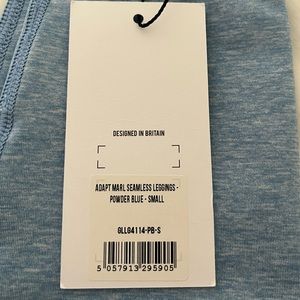 DESIGNED IN BRITAIN
ADAPT MARL SEAMLESS LEGGINGS -
POWDER BLUE - SMALL
GLLG4114-PB-S
5 057913 295905